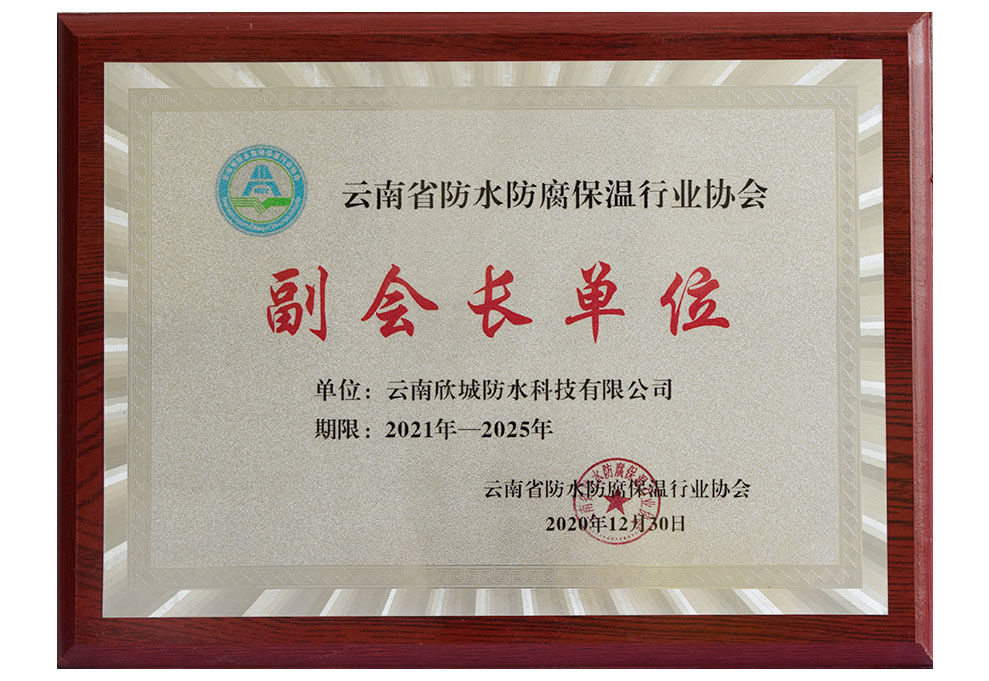 云南省防水防腐保温行业协会
副会长单位
单位：云南欣城防水科技有限公司
期限：2021年—2025年
云南省防水防腐保温行业协会
2020年12月30日